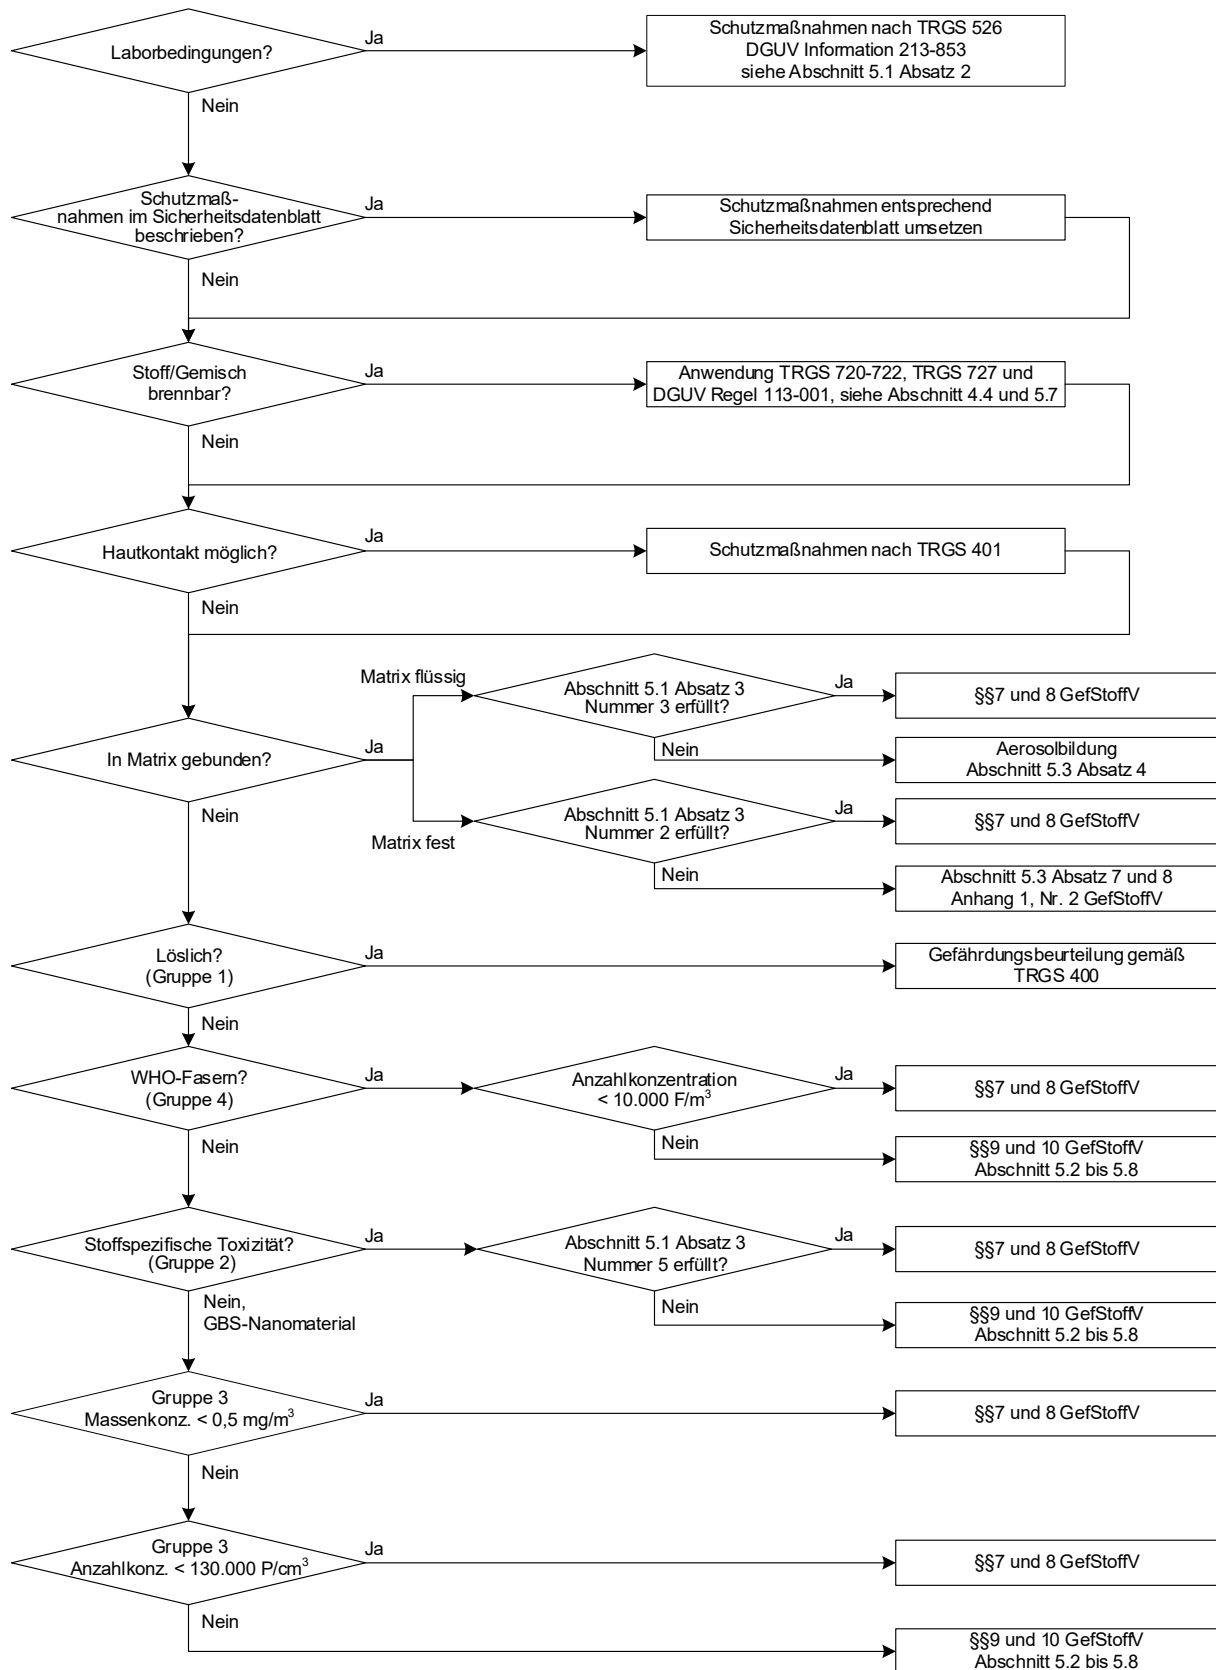 Laborbedingungen?
Ja
Schutzmaßnahmen nach TRGS 526
DGUV Information 213-853
siehe Abschnitt 5.1 Absatz 2
Nein
Schutzmaß-
nahmen im Sicherheitsdatenblatt
beschrieben?
Ja
Schutzmaßnahmen entsprechend
Sicherheitsdatenblatt umsetzen
Nein
Stoff/Gemisch
brennbar?
Ja
Anwendung TRGS 720-722, TRGS 727 und
DGUV Regel 113-001, siehe Abschnitt 4.4 und 5.7
Nein
Hautkontakt möglich?
Ja
Schutzmaßnahmen nach TRGS 401
Nein
In Matrix gebunden?
Ja
Matrix flüssig
Abschnitt 5.1 Absatz 3
Nummer 3 erfüllt?
Ja
§§7 und 8 GefStoffV
Nein
Aerosolbildung
Abschnitt 5.3 Absatz 4
Matrix fest
Abschnitt 5.1 Absatz 3
Nummer 2 erfüllt?
Ja
§§7 und 8 GefStoffV
Nein
Abschnitt 5.3 Absatz 7 und 8
Anhang 1, Nr. 2 GefStoffV
Nein
Löslich?
(Gruppe 1)
Ja
Gefährdungsbeurteilung gemäß
TRGS 400
Nein
WHO-Fasern?
(Gruppe 4)
Ja
Anzahlkonzentration
< 10.000 F/m³
Ja
§§7 und 8 GefStoffV
Nein
§§9 und 10 GefStoffV
Abschnitt 5.2 bis 5.8
Nein
Stoffspezifische Toxizität?
(Gruppe 2)
Ja
Abschnitt 5.1 Absatz 3
Nummer 5 erfüllt?
Ja
§§7 und 8 GefStoffV
Nein
§§9 und 10 GefStoffV
Abschnitt 5.2 bis 5.8
Nein,
GBS-Nanomaterial
Gruppe 3
Massenkonz. < 0,5 mg/m³
Ja
§§7 und 8 GefStoffV
Nein
Gruppe 3
Anzahlkonz. < 130.000 P/cm³
Ja
§§7 und 8 GefStoffV
Nein
§§9 und 10 GefStoffV
Abschnitt 5.2 bis 5.8